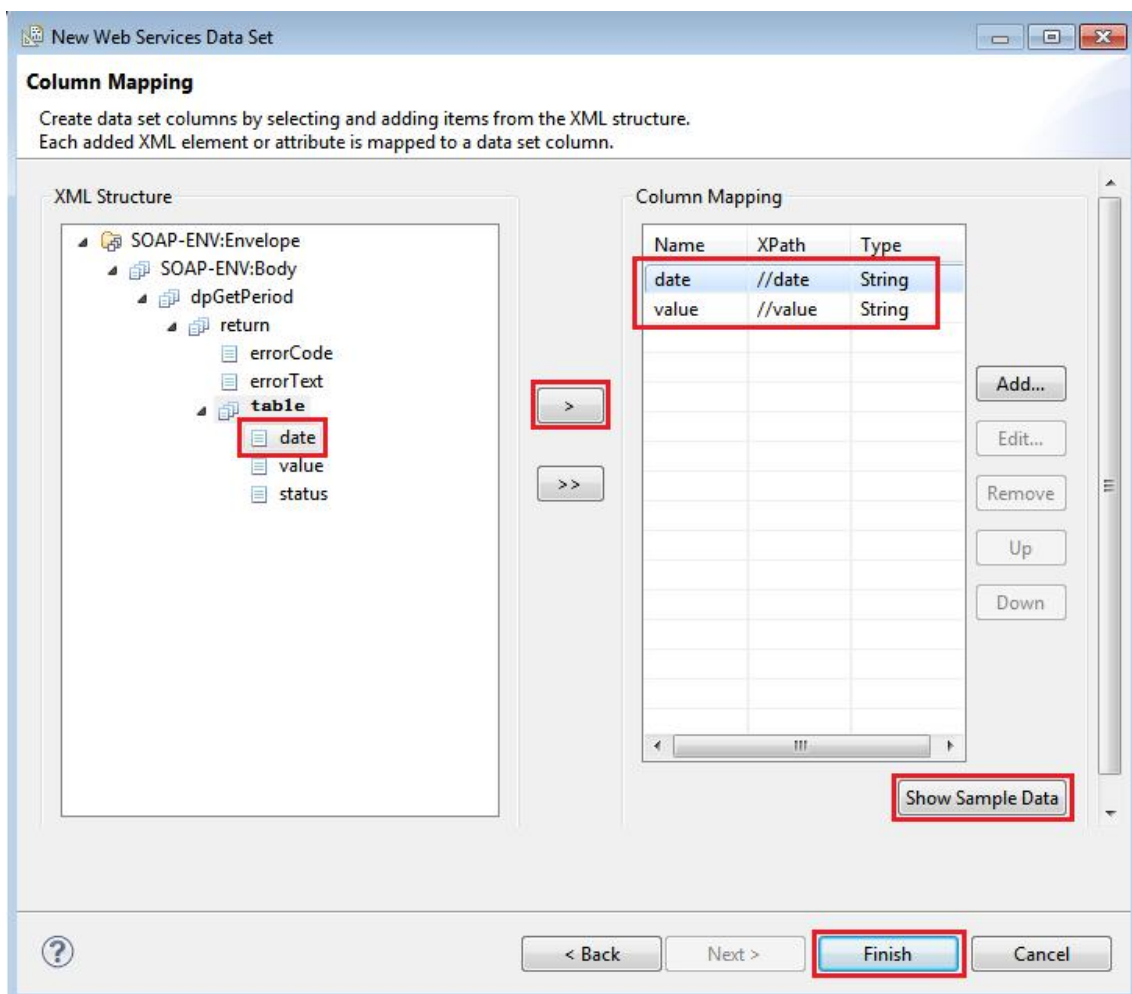 New Web Services Data Set
Column Mapping
Create data set columns by selecting and adding items from the XML structure.
Each added XML element or attribute is mapped to a data set column.
XML Structure
SOAP-ENV:Envelope
SOAP-ENV:Body
dpGetPeriod
return
errorCode
errorText
table
date
value
status
>
>>
Column Mapping
Name XPath Type
date //date String
value //value String
Add...
Edit...
Remove
Up
Down
Show Sample Data
?
< Back Next > Finish Cancel